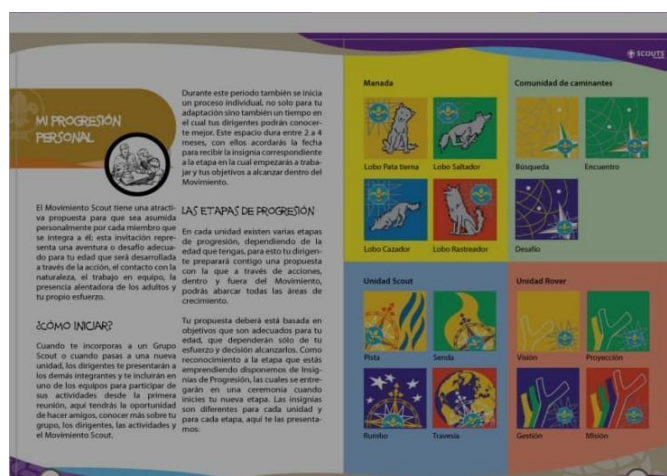 SCOUTS
MI PROGRESIÓN
PERSONAL
El Movimiento Scout tiene una atracti-
va propuesta para que sea asumida
personalmente por cada miembro que
se integra a él; esta invitación repre-
senta una aventura o desafío adecua-
do para tu edad que será desarrollada
a través de la acción, el contacto con la
naturaleza, el trabajo en equipo, la
presencia alentadora de los adultos y
tu propio esfuerzo.
¿CÓMO INICIAR?
Cuando te incorporas a un Grupo
Scout o cuando pasas a una nueva
unidad, los dirigentes te presentarán a
los demás integrantes y te incluirán en
uno de los equipos para participar de
sus actividades desde la primera
reunión, aquí tendrás la oportunidad
de hacer amigos, conocer más sobre tu
grupo, los dirigentes, las actividades y
el Movimiento Scout.
Durante este periodo también se inicia
un proceso individual, no solo para tu
adaptación sino también un tiempo en
el cual tus dirigentes podrán conocer-
te mejor. Este espacio dura entre 2 a 4
meses, con ellos acordarás la fecha
para recibir la insignia correspondiente
a la etapa en la cual empezarás a traba-
jar y tus objetivos a alcanzar dentro del
Movimiento.
LAS ETAPAS DE PROGRESIÓN
En cada unidad existen varias etapas
de progresión, dependiendo de la
edad que tengas, para esto tu dirigen-
te preparará contigo una propuesta
con la que a través de acciones,
dentro y fuera del Movimiento,
podrás abarcar todas las áreas de
crecimiento.
Tu propuesta deberá está basada en
objetivos que son adecuados para tu
edad, que dependerán sólo de tu
esfuerzo y decisión alcanzarlos. Como
reconocimiento a la etapa que estás
emprendiendo disponemos de Insig-
nias de Progresión, las cuales se entre-
garán en una ceremonia cuando
inicies tu nueva etapa. Las insignias
son diferentes para cada unidad y
para cada etapa, aquí te las presenta-
mos:
Manada
Lobo Pata tierna
Lobo Saltador
Lobo Cazador
Lobo Rastreador
Comunidad de caminantes
Búsqueda
Encuentro
Desafío
Unidad Scout
Pista
Senda
Rumbo
Travesía
Unidad Rover
Visión
Proyección
Gestión
Misión